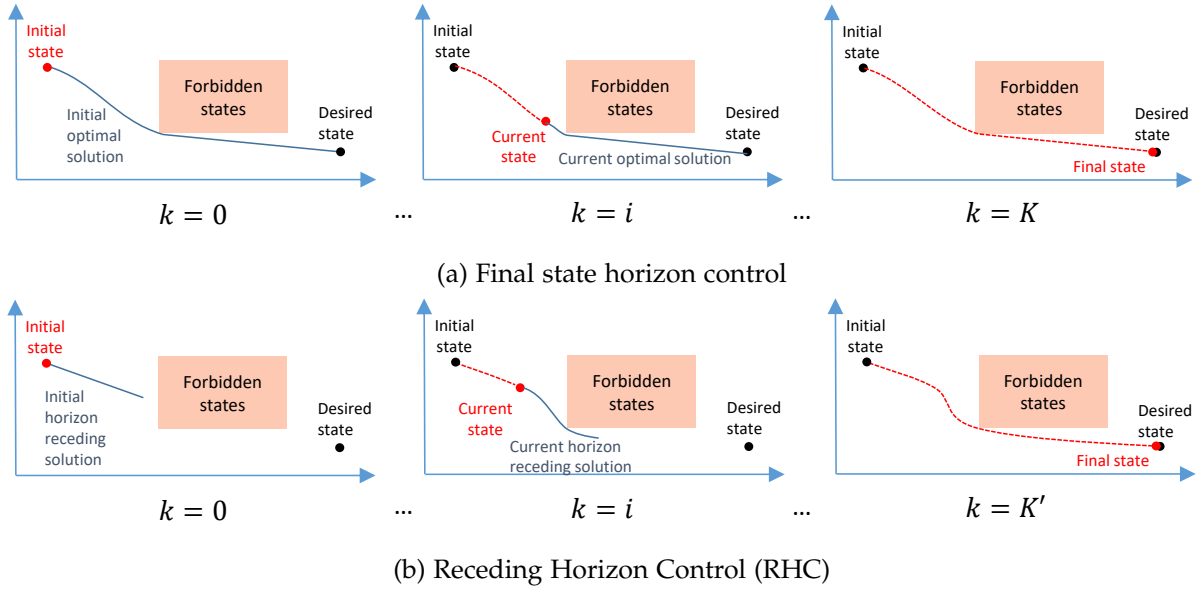 Initial
state
Initial
optimal
solution
Forbidden
states
Desired
state
k = 0
...
Initial
state
Current
state
Forbidden
states
Current optimal solution
Desired
state
k = i
...
Initial
state
Forbidden
states
Desired
state
Final state
k = K
(a) Final state horizon control
Initial
state
Initial
horizon
receding
solution
Forbidden
states
Desired
state
k = 0
...
Initial
state
Current
state
Forbidden
states
Current horizon
receding solution
Desired
state
k = i
...
Initial
state
Forbidden
states
Desired
state
Final state
k = K′
(b) Receding Horizon Control (RHC)